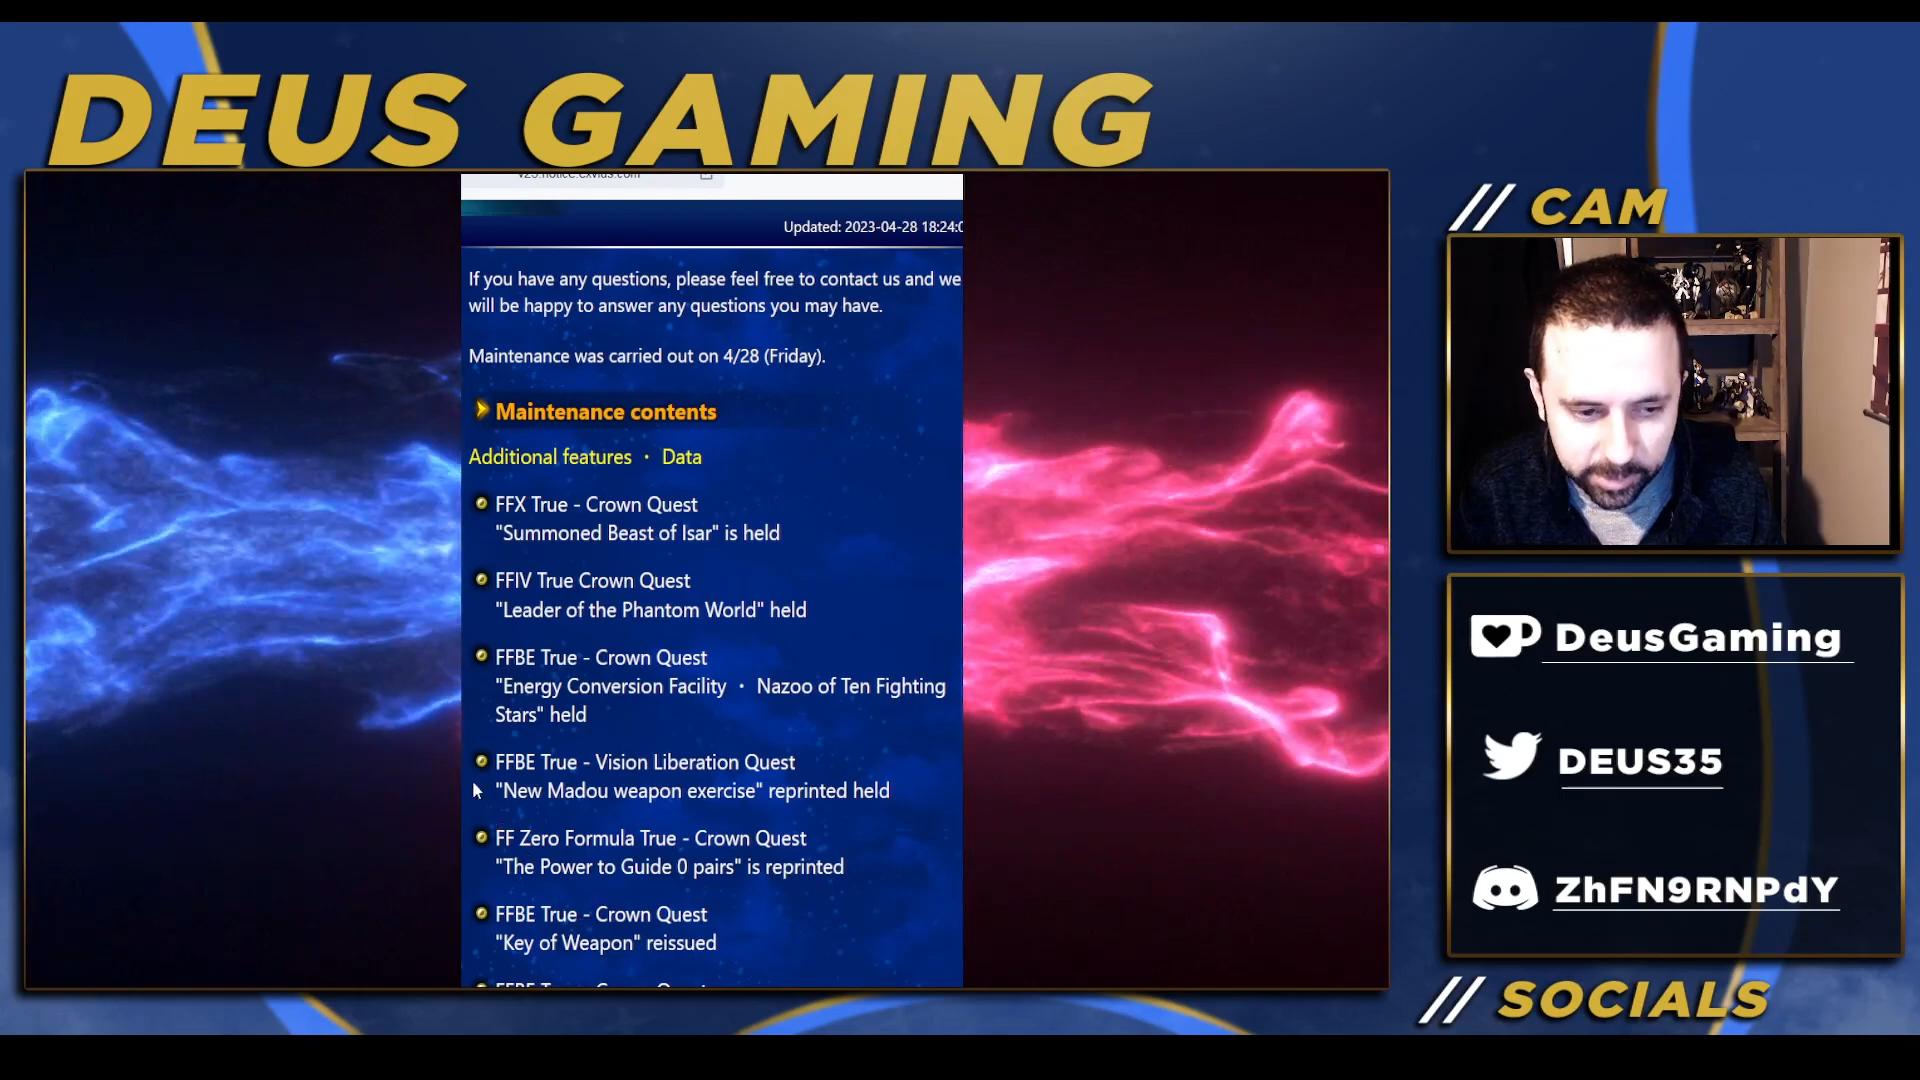 DEUS GAMING
Updated: 2023-04-28 18:24:0
If you have any questions, please feel free to contact us and we
will be happy to answer any questions you may have.
Maintenance was carried out on 4/28 (Friday).
Maintenance contents
Additional features ・ Data
FFX True - Crown Quest
"Summoned Beast of Isar" is held
FFIV True Crown Quest
"Leader of the Phantom World" held
FFBE True - Crown Quest
"Energy Conversion Facility ・ Nazoo of Ten Fighting
Stars" held
FFBE True - Vision Liberation Quest
"New Madou weapon exercise" reprinted held
FF Zero Formula True - Crown Quest
"The Power to Guide 0 pairs" is reprinted
FFBE True - Crown Quest
"Key of Weapon" reissued
// CAM
DeusGaming
DEUS35
ZhFN9RNPdY
// SOCIALS